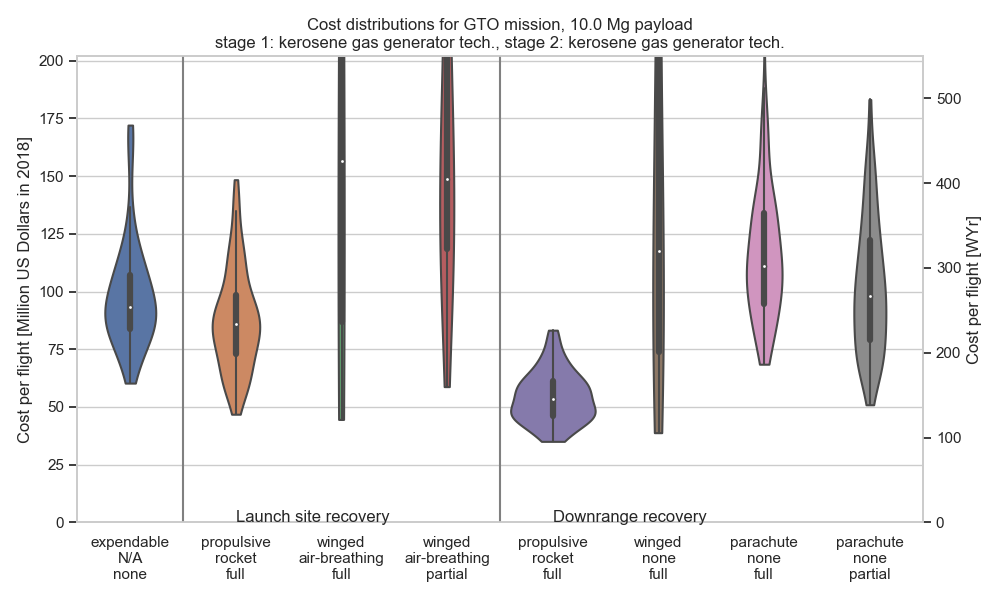 Cost distributions for GTO mission, 10.0 Mg payload
stage 1: kerosene gas generator tech., stage 2: kerosene gas generator tech.
Cost per flight [Million US Dollars in 2018]
200
175
150
125
100
75
50
25
0
500
400
300
200
100
0
Cost per flight [WYr]
Launch site recovery
Downrange recovery
expendable
N/A
none
propulsive
rocket
full
winged
air-breathing
full
winged
air-breathing
partial
propulsive
rocket
full
winged
none
full
parachute
none
full
parachute
none
partial